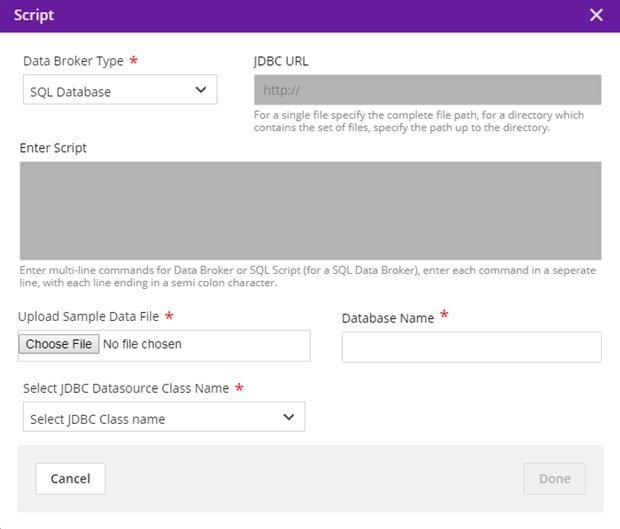 Script
Data Broker Type *
JDBC URL
SQL Database
http://
For a single file specify the complete file path, for a directory which
contains the set of files, specify the path up to the directory.
Enter Script
Enter multi-line commands for Data Broker or SQL Script (for a SQL Data Broker), enter each command in a seperate
line, with each line ending in a semi colon character.
Upload Sample Data File *
Database Name *
Choose File No file chosen
Select JDBC Datasource Class Name *
Select JDBC Class name
Cancel
Done